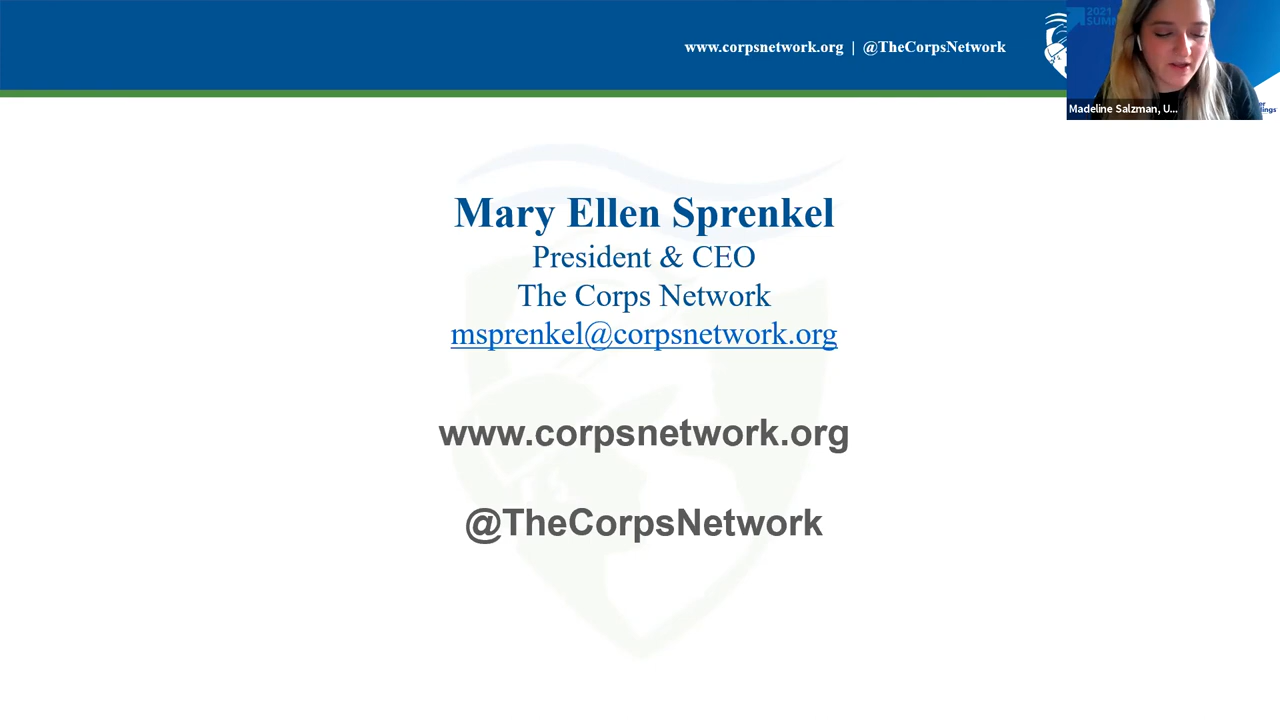 www.corpsnetwork.org | @TheCorpsNetwork
2021
Madeline Salzman, U...
Mary Ellen Sprenkel
President & CEO
The Corps Network
msprenkel@corpsnetwork.org
www.corpsnetwork.org
@TheCorpsNetwork